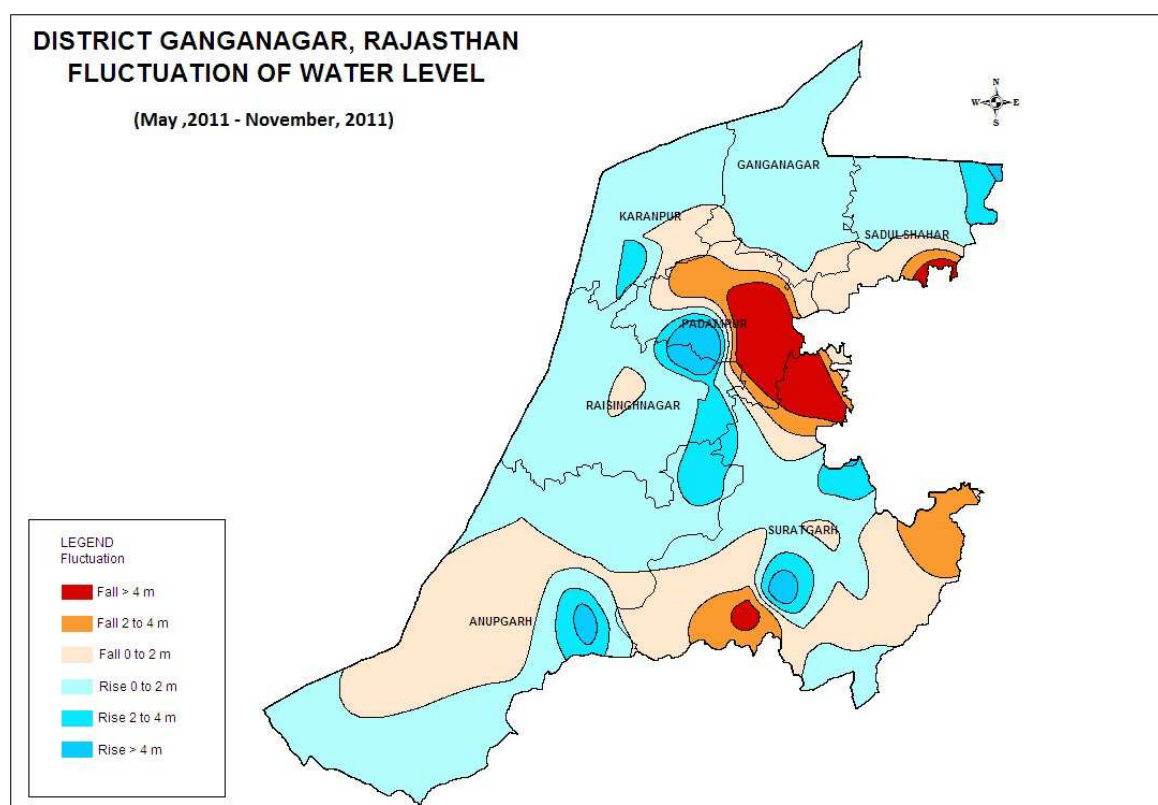 DISTRICT GANGANAGAR, RAJASTHAN
FLUCTUATION OF WATER LEVEL
(May ,2011 - November, 2011)
N
W E
S
GANGANAGAR
KARANPUR
SADULSHAHAR
PADAMPUR
RAISINGHNAGAR
SURATGARH
ANUPGARH
LEGEND
Fluctuation
Fall > 4 m
Fall 2 to 4 m
Fall 0 to 2 m
Rise 0 to 2 m
Rise 2 to 4 m
Rise > 4 m